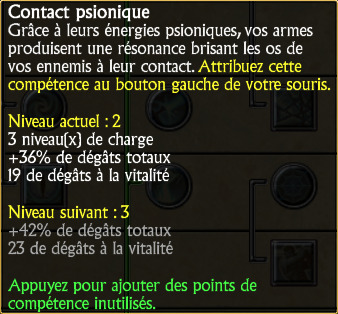 Contact psionique
Grâce à leurs énergies psioniques, vos armes
produisent une résonance brisant les os de
vos ennemis à leur contact. Attribuez cette
compétence au bouton gauche de votre souris.
Niveau actuel : 2
3 niveau(x) de charge
+36% de dégâts totaux
19 de dégâts à la vitalité
Niveau suivant : 3
+42% de dégâts totaux
23 de dégâts à la vitalité
Appuyez pour ajouter des points de
compétence inutilisés.